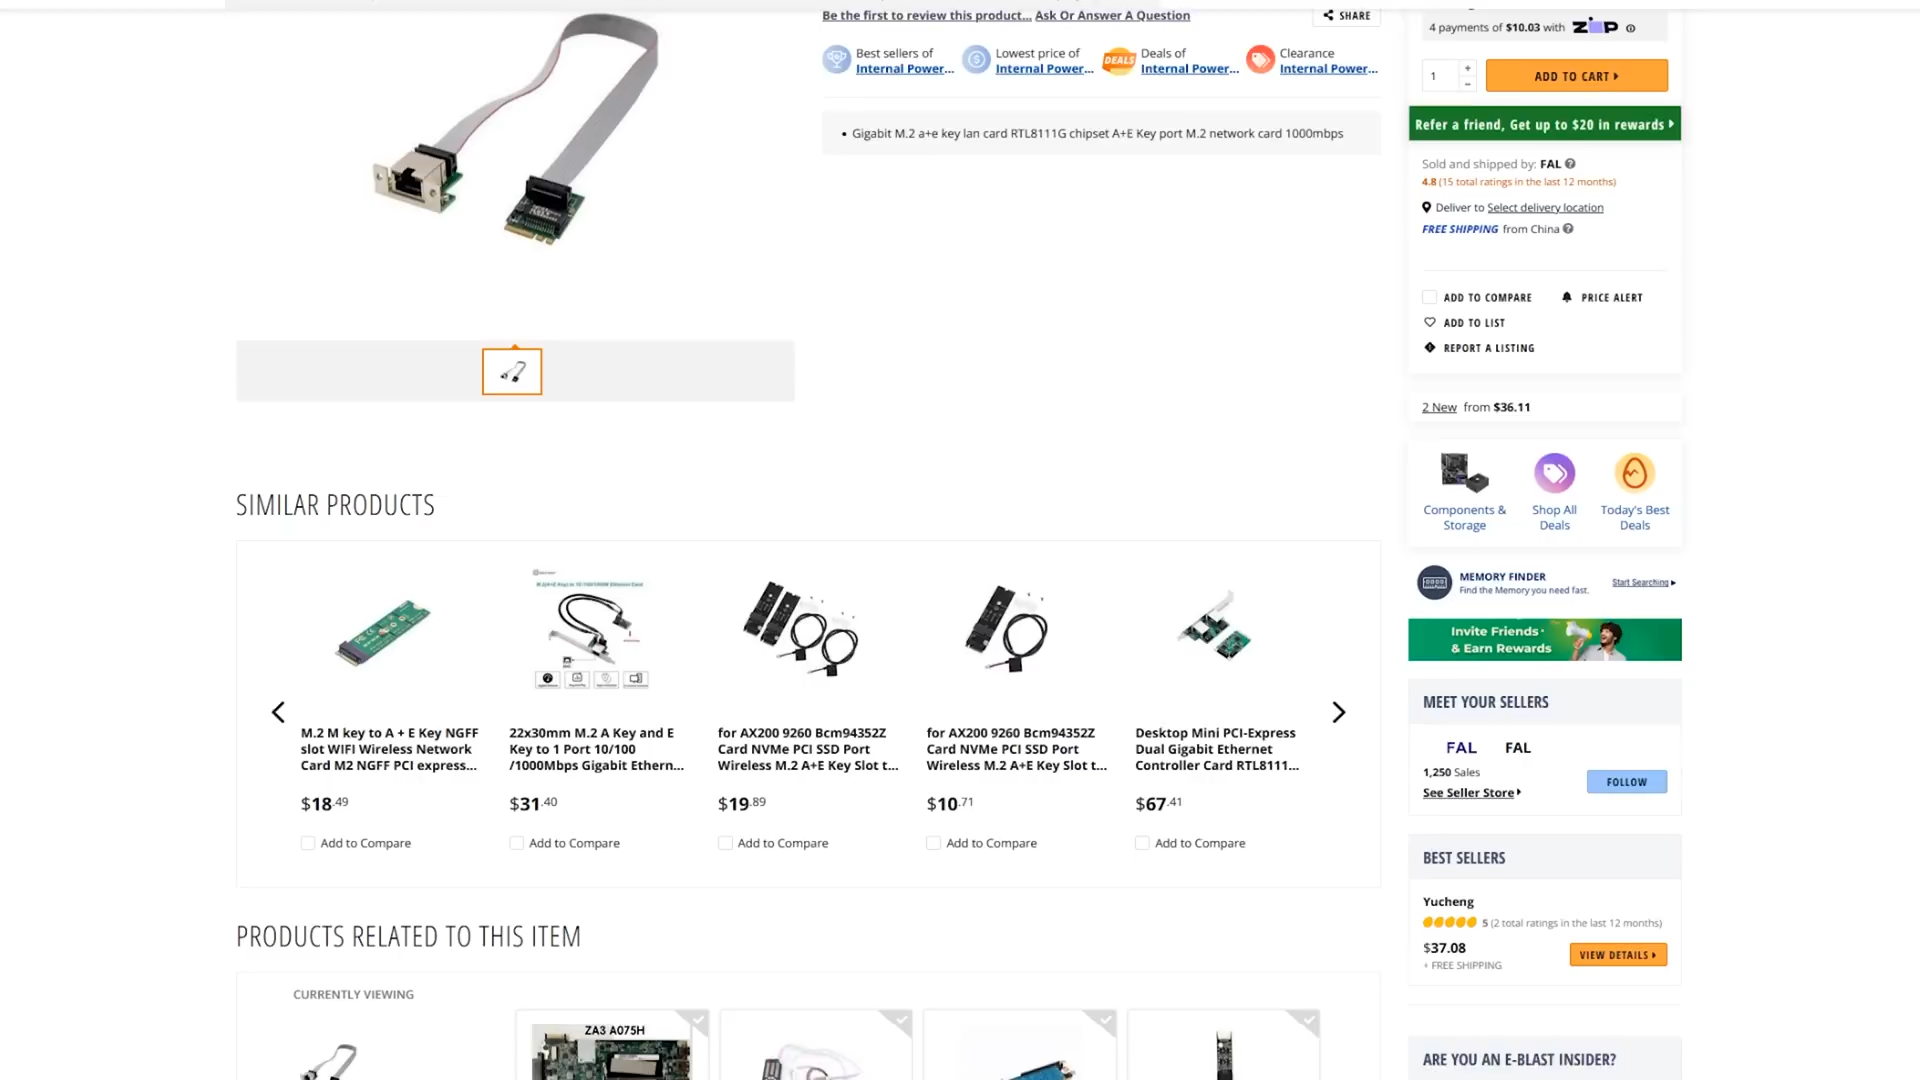 Be the first to review this product... Ask Or Answer A Question
SHARE
Best sellers of
Internal Power...
Lowest price of
Internal Power...
DEALS
Deals of
Internal Power...
Clearance
Internal Power...
• Gigabit M.2 a+e key lan card RTL8111G chipset A+E Key port M.2 network card 1000mbps
4 payments of $10.03 with ZIP
1
+
−
ADD TO CART
Refer a friend, Get up to $20 in rewards
Sold and shipped by: FAL
4.8 (15 total ratings in the last 12 months)
Deliver to Select delivery location
FREE SHIPPING from China
ADD TO COMPARE
PRICE ALERT
ADD TO LIST
REPORT A LISTING
2 New from $36.11
Components &
Storage
Shop All
Deals
Today's Best
Deals
MEMORY FINDER
Find the Memory you need fast.
Start Searching
Invite Friends
& Earn Rewards
MEET YOUR SELLERS
FAL FAL
1,250 Sales
FOLLOW
See Seller Store
BEST SELLERS
Yucheng
5 (2 total ratings in the last 12 months)
$37.08
+ FREE SHIPPING
VIEW DETAILS
ARE YOU AN E-BLAST INSIDER?
SIMILAR PRODUCTS
M.2 M key to A + E Key NGFF
slot WIFI Wireless Network
Card M2 NGFF PCI express...
$18.49
Add to Compare
22x30mm M.2 A Key and E
Key to 1 Port 10/100
/1000Mbps Gigabit Ethern...
$31.40
Add to Compare
for AX200 9260 Bcm94352Z
Card NVMe PCI SSD Port
Wireless M.2 A+E Key Slot t...
$19.89
Add to Compare
for AX200 9260 Bcm94352Z
Card NVMe PCI SSD Port
Wireless M.2 A+E Key Slot t...
$10.71
Add to Compare
Desktop Mini PCI-Express
Dual Gigabit Ethernet
Controller Card RTL8111...
$67.41
Add to Compare
PRODUCTS RELATED TO THIS ITEM
CURRENTLY VIEWING
ZA3 A075H